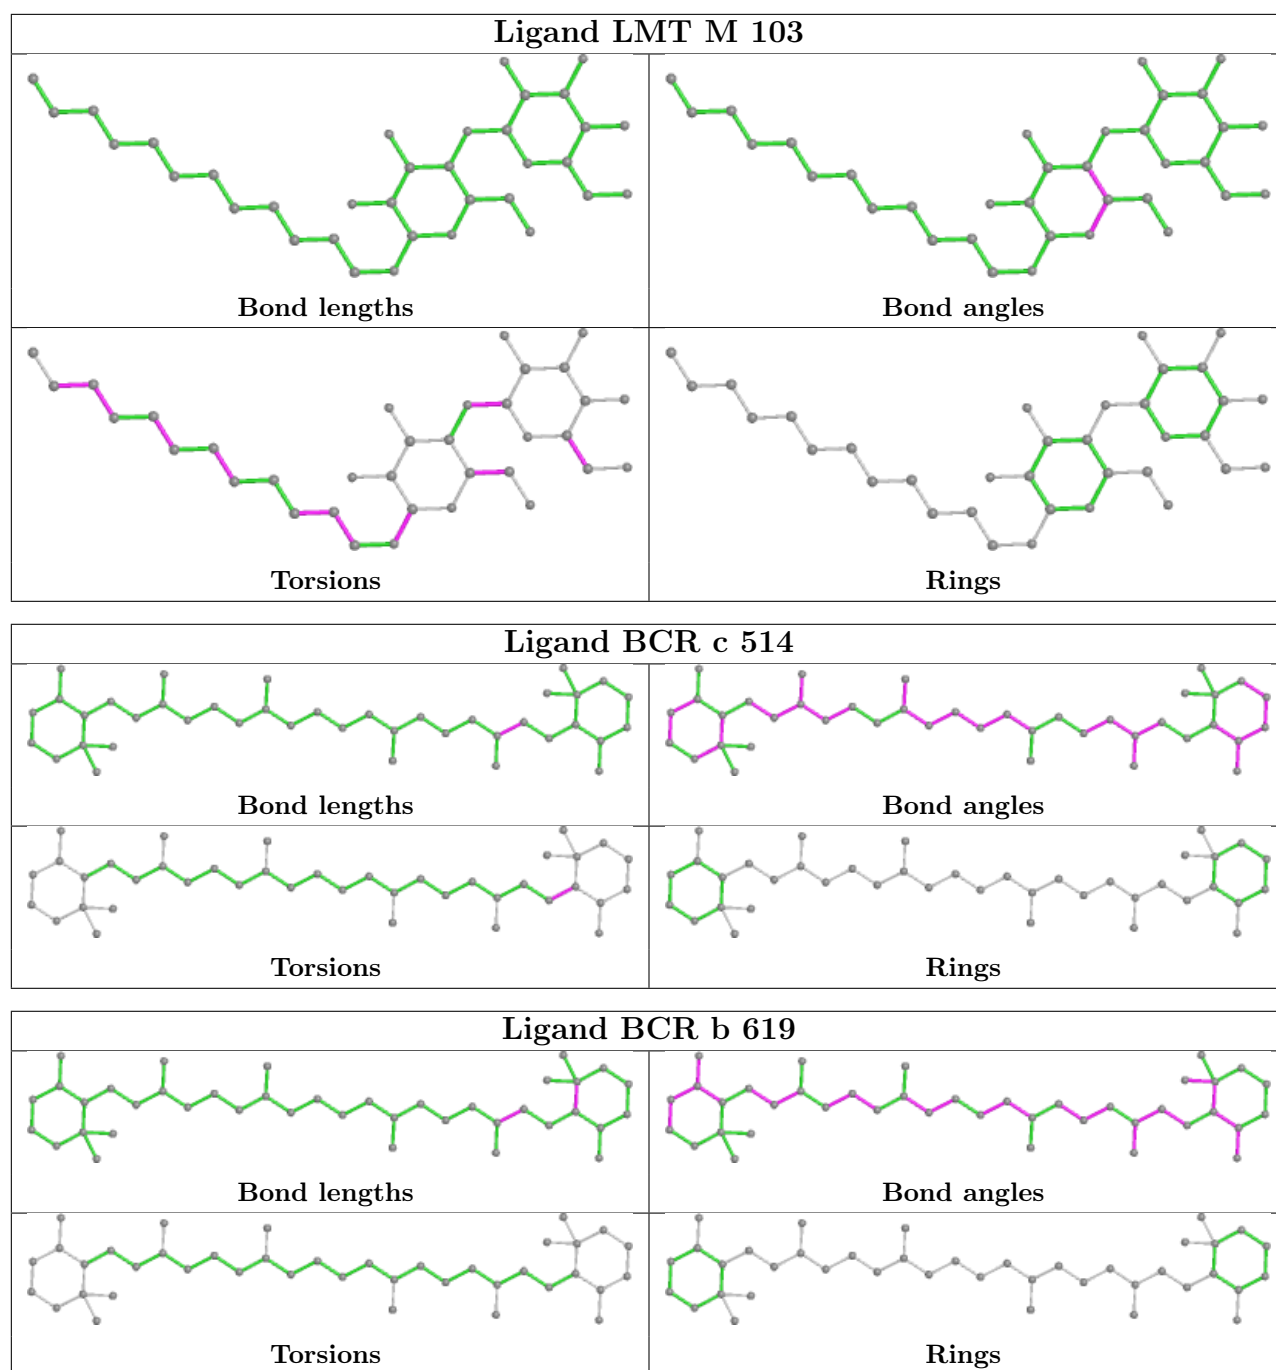 Ligand LMT M 103
Bond lengths
Bond angles
Torsions
Rings
Ligand BCR c 514
Bond lengths
Bond angles
Torsions
Rings
Ligand BCR b 619
Bond lengths
Bond angles
Torsions
Rings